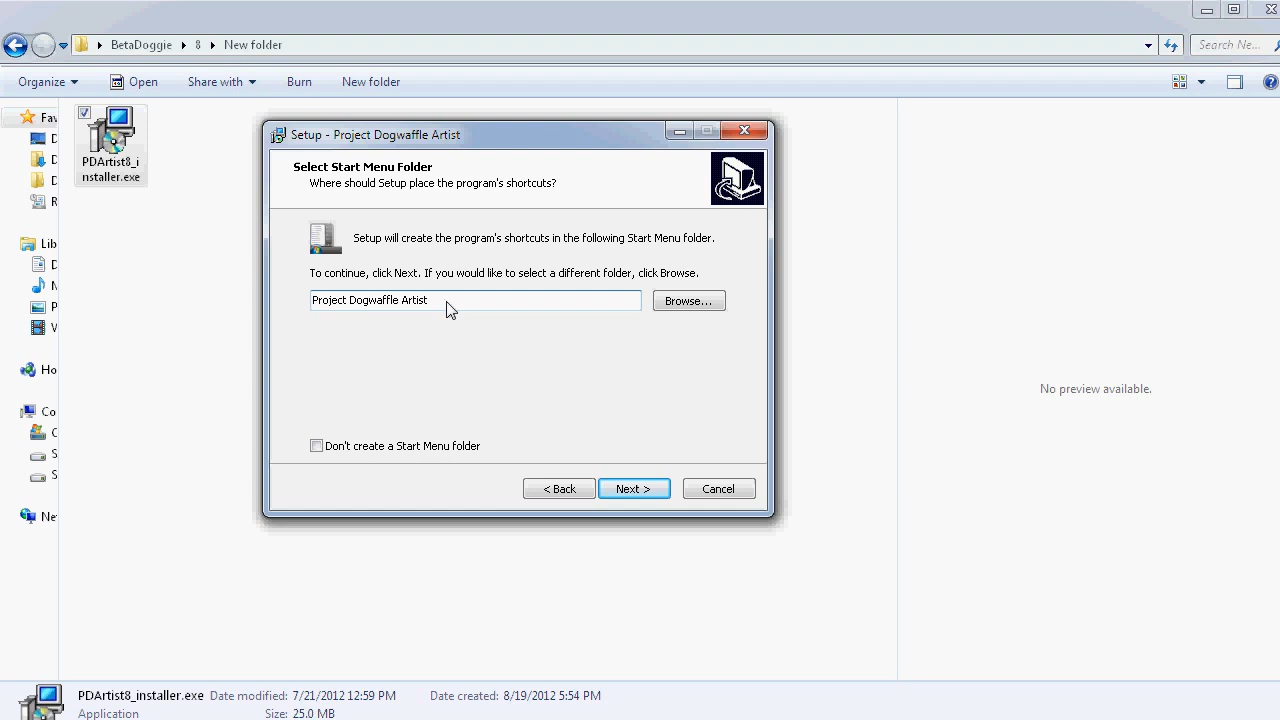 BetaDoggie 8 New folder
Search Ne...
Organize Open Share with Burn New folder
Fav
D
D
D
R
Lib
D
M
P
V
Ho
Co
C
S
S
Net
PDArtist8_i
nstaller.exe
Setup - Project Dogwaffle Artist
Select Start Menu Folder
Where should Setup place the program's shortcuts?
Setup will create the program's shortcuts in the following Start Menu folder.
To continue, click Next. If you would like to select a different folder, click Browse.
Project Dogwaffle Artist
Browse...
Don't create a Start Menu folder
< Back Next > Cancel
No preview available.
PDArtist8_installer.exe Date modified: 7/21/2012 12:59 PM Date created: 8/19/2012 5:54 PM
Application Size: 25.0 MB